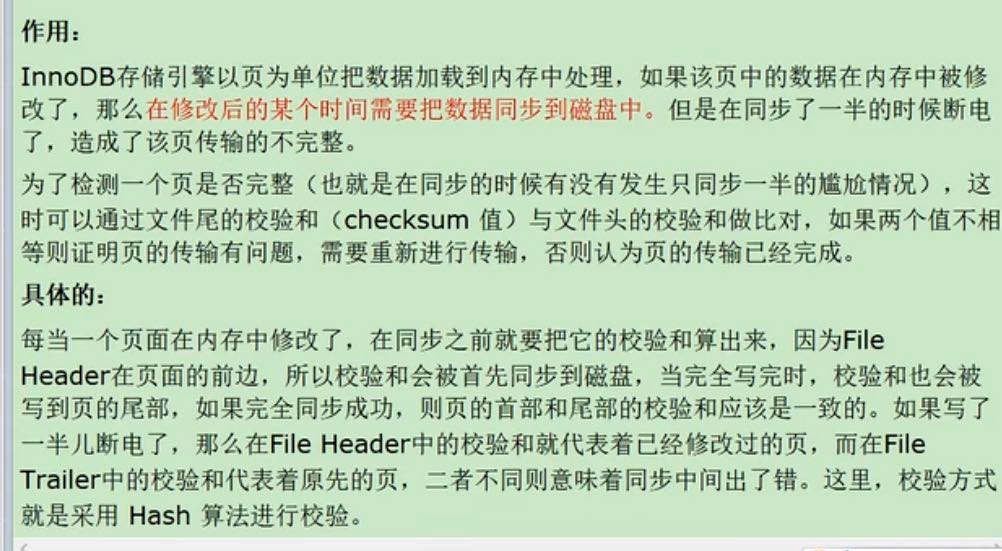 作用：
InnoDB存储引擎以页为单位把数据加载到内存中处理，如果该页中的数据在内存中被修
改了，那么在修改后的某个时间需要把数据同步到磁盘中。但是在同步了一半的时候断电
了，造成了该页传输的不完整。
为了检测一个页是否完整（也就是在同步的时候有没有发生只同步一半的尴尬情况），这
时可以通过文件尾的校验和（checksum 值）与文件头的校验和做比对，如果两个值不相
等则证明页的传输有问题，需要重新进行传输，否则认为页的传输已经完成。
具体的：
每当一个页面在内存中修改了，在同步之前就要把它的校验和算出来，因为File
Header在页面的前边，所以校验和会被首先同步到磁盘，当完全写完时，校验和也会被
写到页的尾部，如果完全同步成功，则页的首部和尾部的校验和应该是一致的。如果写了
一半儿断电了，那么在File Header中的校验和就代表着已经修改过的页，而在File
Trailer中的校验和代表着原先的页，二者不同则意味着同步中间出了错。这里，校验方式
就是采用 Hash 算法进行校验。